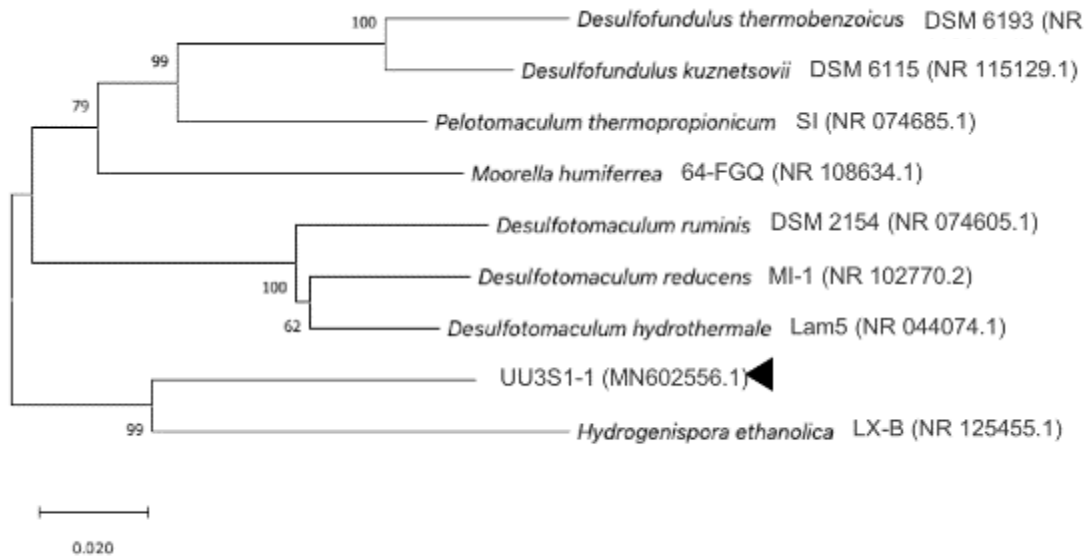 100
Desulfofundulus thermobenzoicus DSM 6193 (NR
99
Desulfofundulus kuznetsovii DSM 6115 (NR 115129.1)
79
Pelotomaculum thermopropionicum SI (NR 074685.1)
Moorella humiferrea 64-FGQ (NR 108634.1)
Desulfotomaculum ruminis DSM 2154 (NR 074605.1)
Desulfotomaculum reducens MI-1 (NR 102770.2)
100
62
Desulfotomaculum hydrothermale Lam5 (NR 044074.1)
UU3S1-1 (MN602556.1)
99
Hydrogenispora ethanolica LX-B (NR 125455.1)
0.020